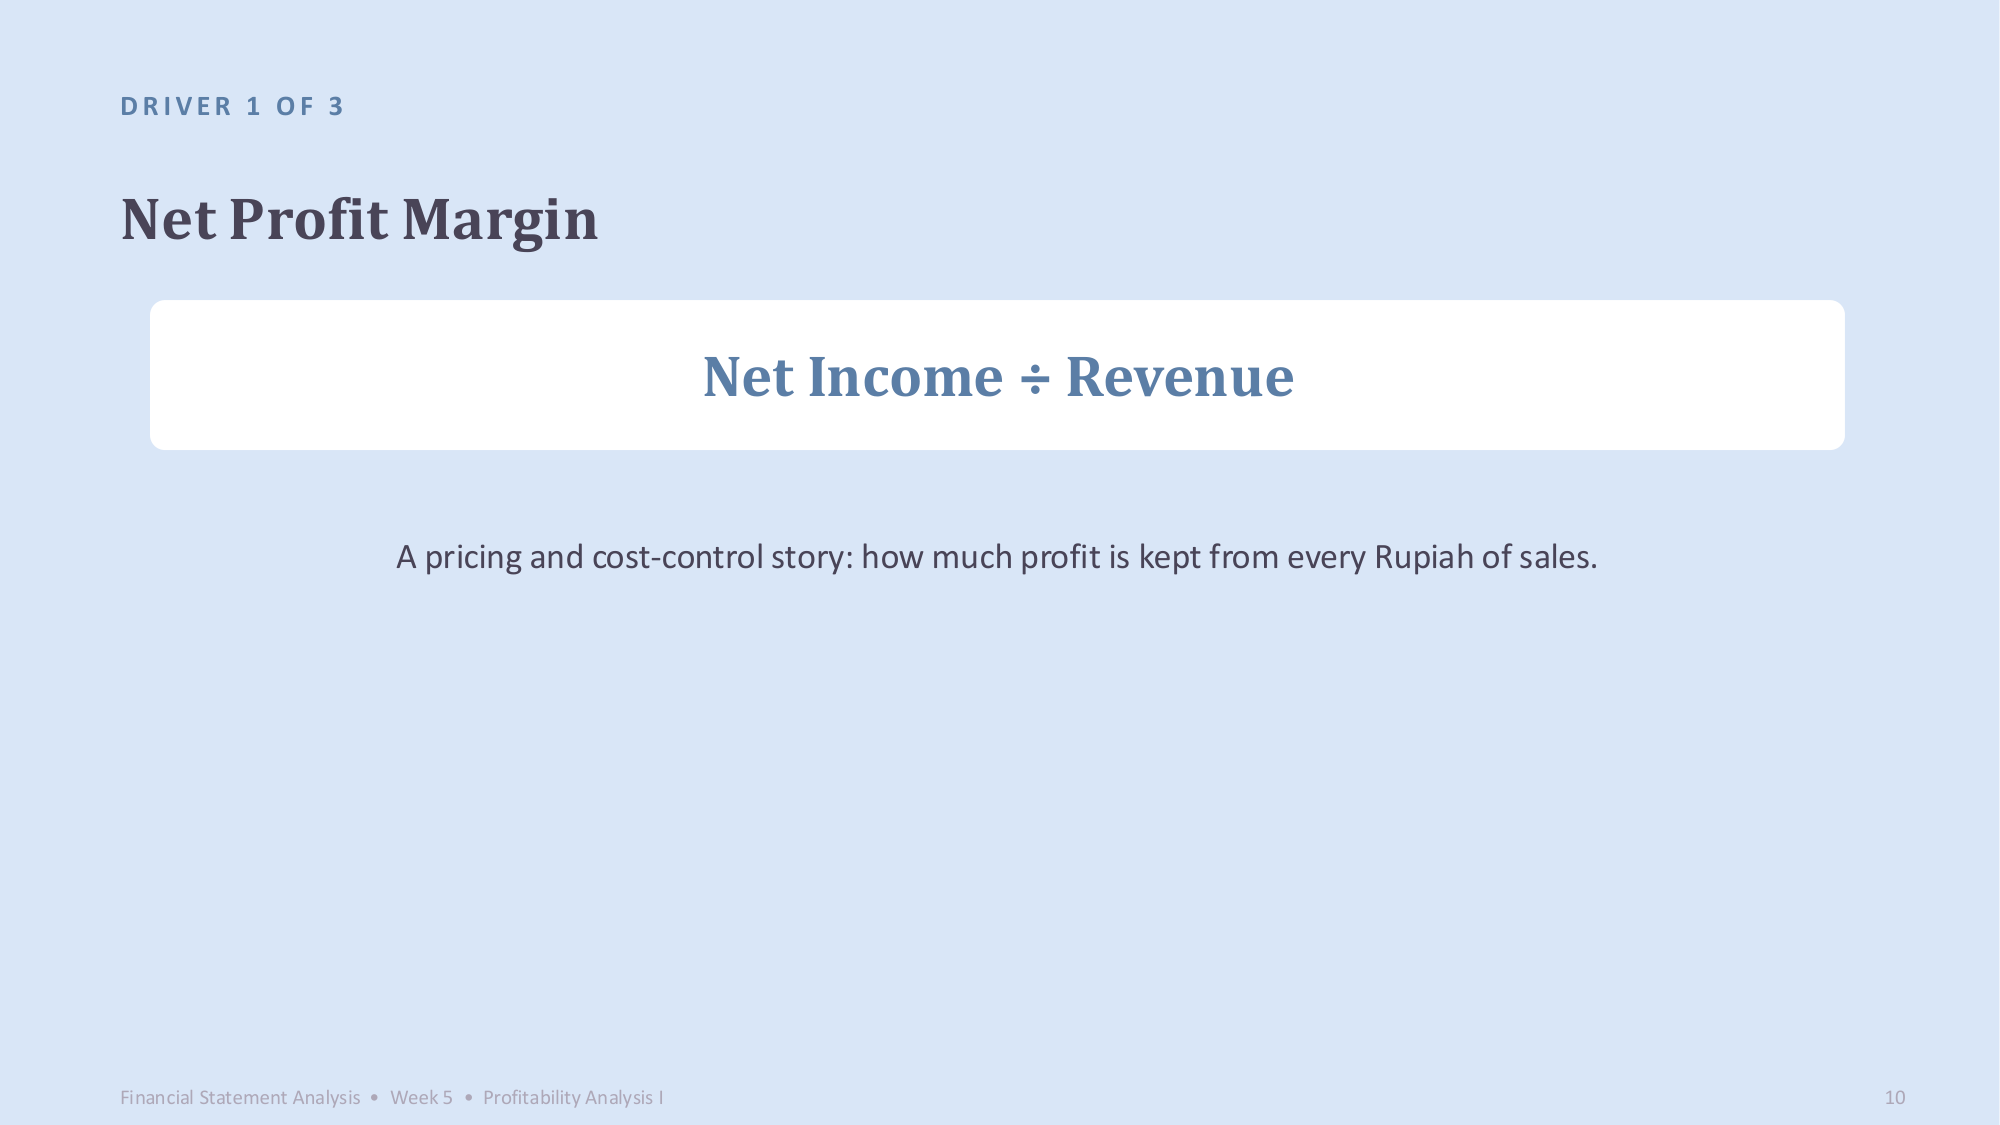 DRIVER 1 OF 3
Net Profit Margin
Net Income ÷ Revenue
A pricing and cost-control story: how much profit is kept from every Rupiah of sales.
Financial Statement Analysis • Week 5 • Profitability Analysis I
10